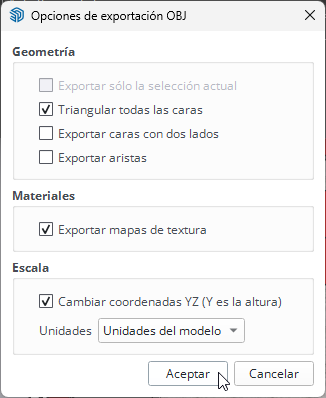 Opciones de exportación OBJ
Geometría
Exportar sólo la selección actual
Triangular todas las caras
Exportar caras con dos lados
Exportar aristas
Materiales
Exportar mapas de textura
Escala
Cambiar coordenadas YZ (Y es la altura)
Unidades Unidades del modelo
Aceptar Cancelar